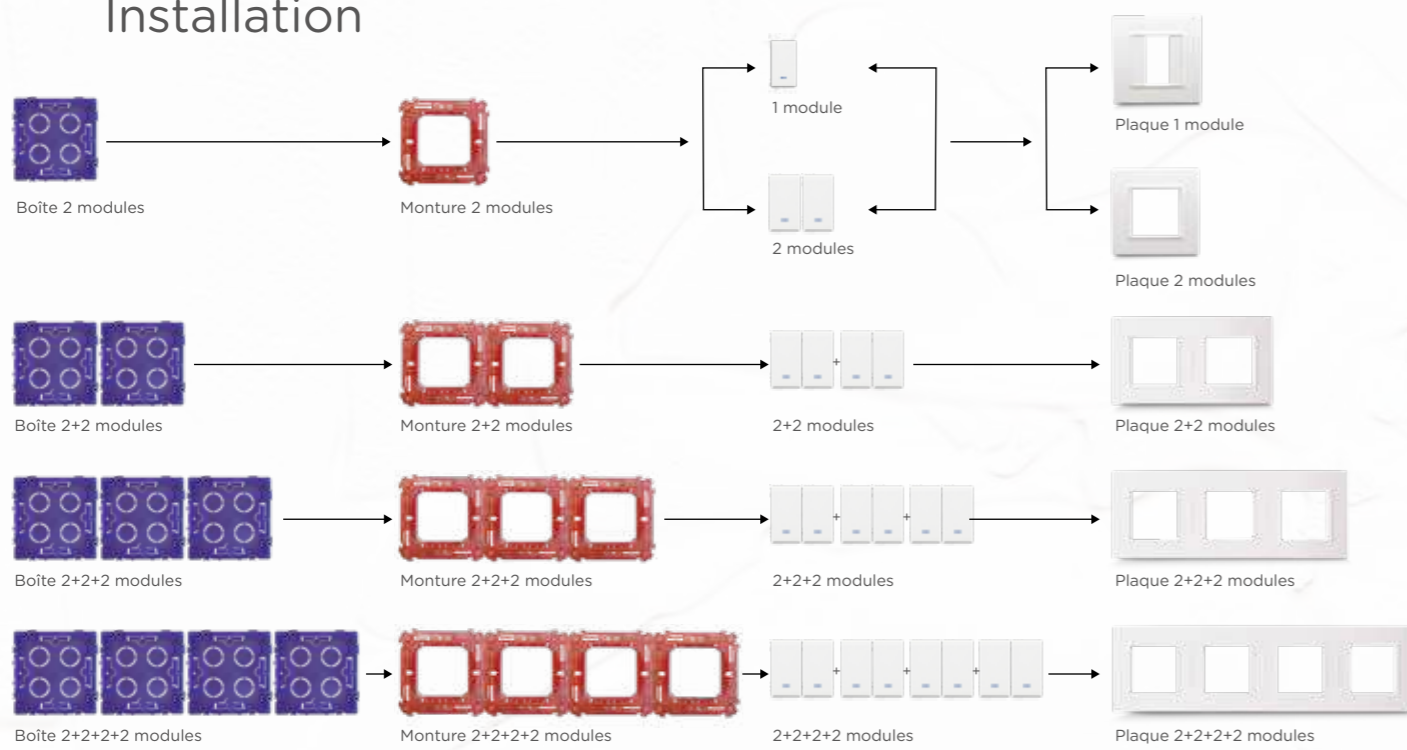 Installation
1 module
Plaque 1 module
Boîte 2 modules
Monture 2 modules
2 modules
Plaque 2 modules
+
Boîte 2+2 modules
Monture 2+2 modules
2+2 modules
Plaque 2+2 modules
+ +
Boîte 2+2+2 modules
Monture 2+2+2 modules
2+2+2 modules
Plaque 2+2+2 modules
+ + +
Boîte 2+2+2+2 modules
Monture 2+2+2+2 modules
2+2+2+2 modules
Plaque 2+2+2+2 modules